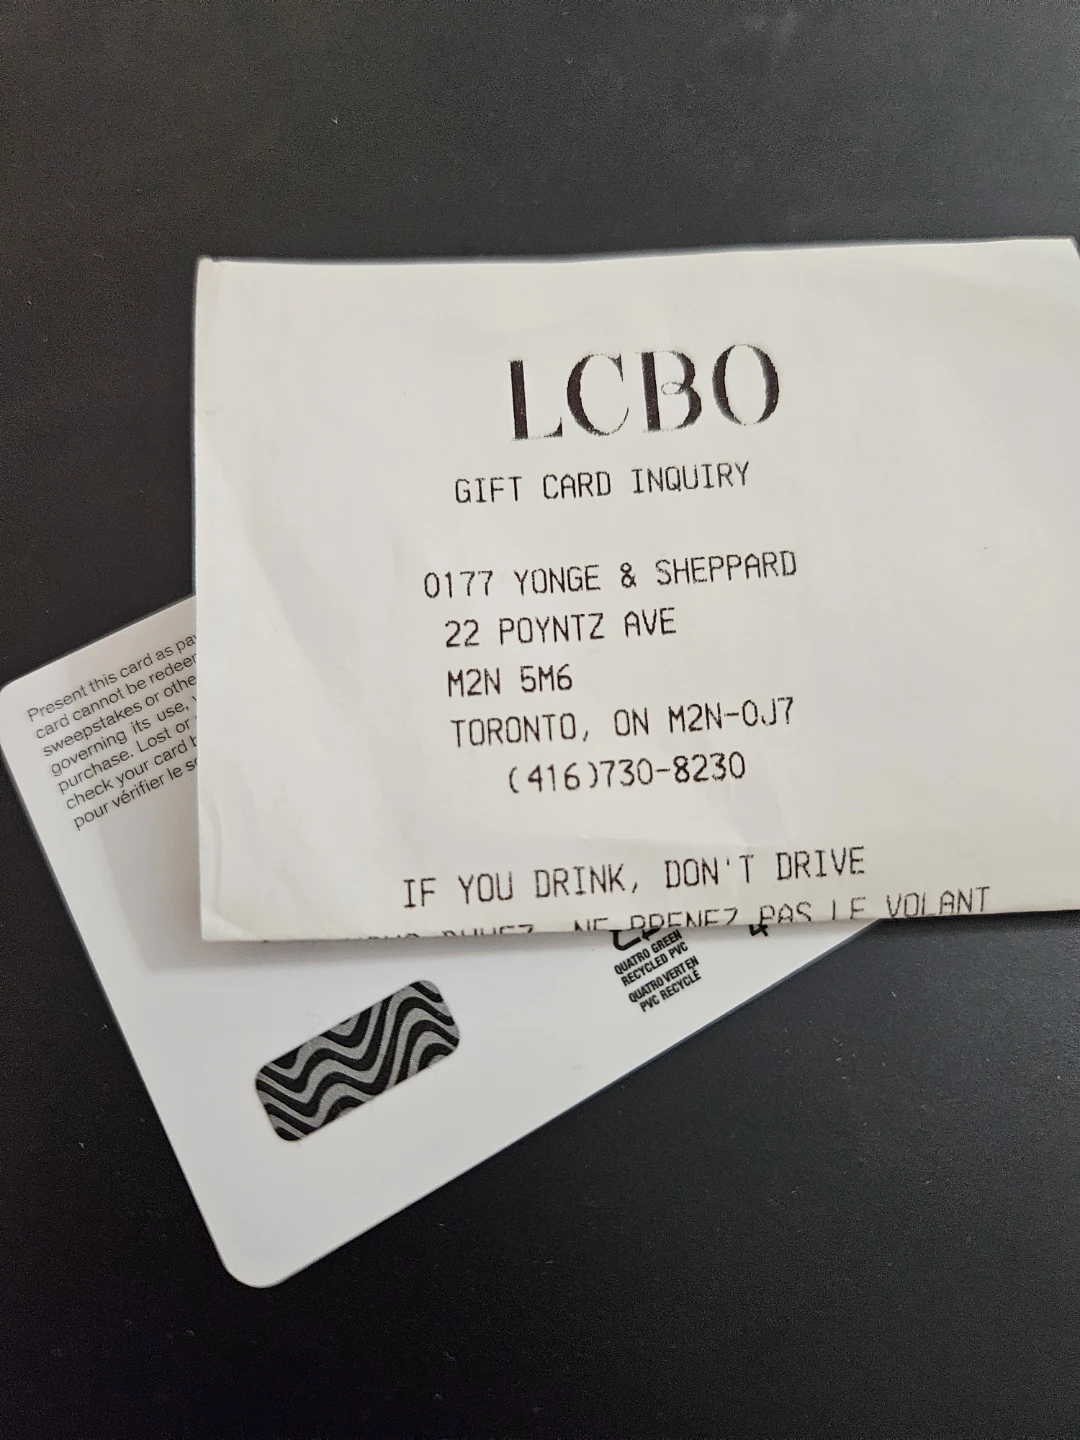 LCBO
GIFT CARD INQUIRY
0177 YONGE & SHEPPARD
22 POYNTZ AVE
M2N 5M6
TORONTO, ON M2N-0J7
(416)730-8230
IF YOU DRINK, DON'T DRIVE
NE PRENEZ PAS LE VOLANT
Present this card as
card cannot be
sweepstakes or
governing its use,
purchase. Lost or
check your card
pour vérifier le
QUATRO GREEN
RECYCLED PVC
QUATRO VERT EN
PVC RECYCLÉ